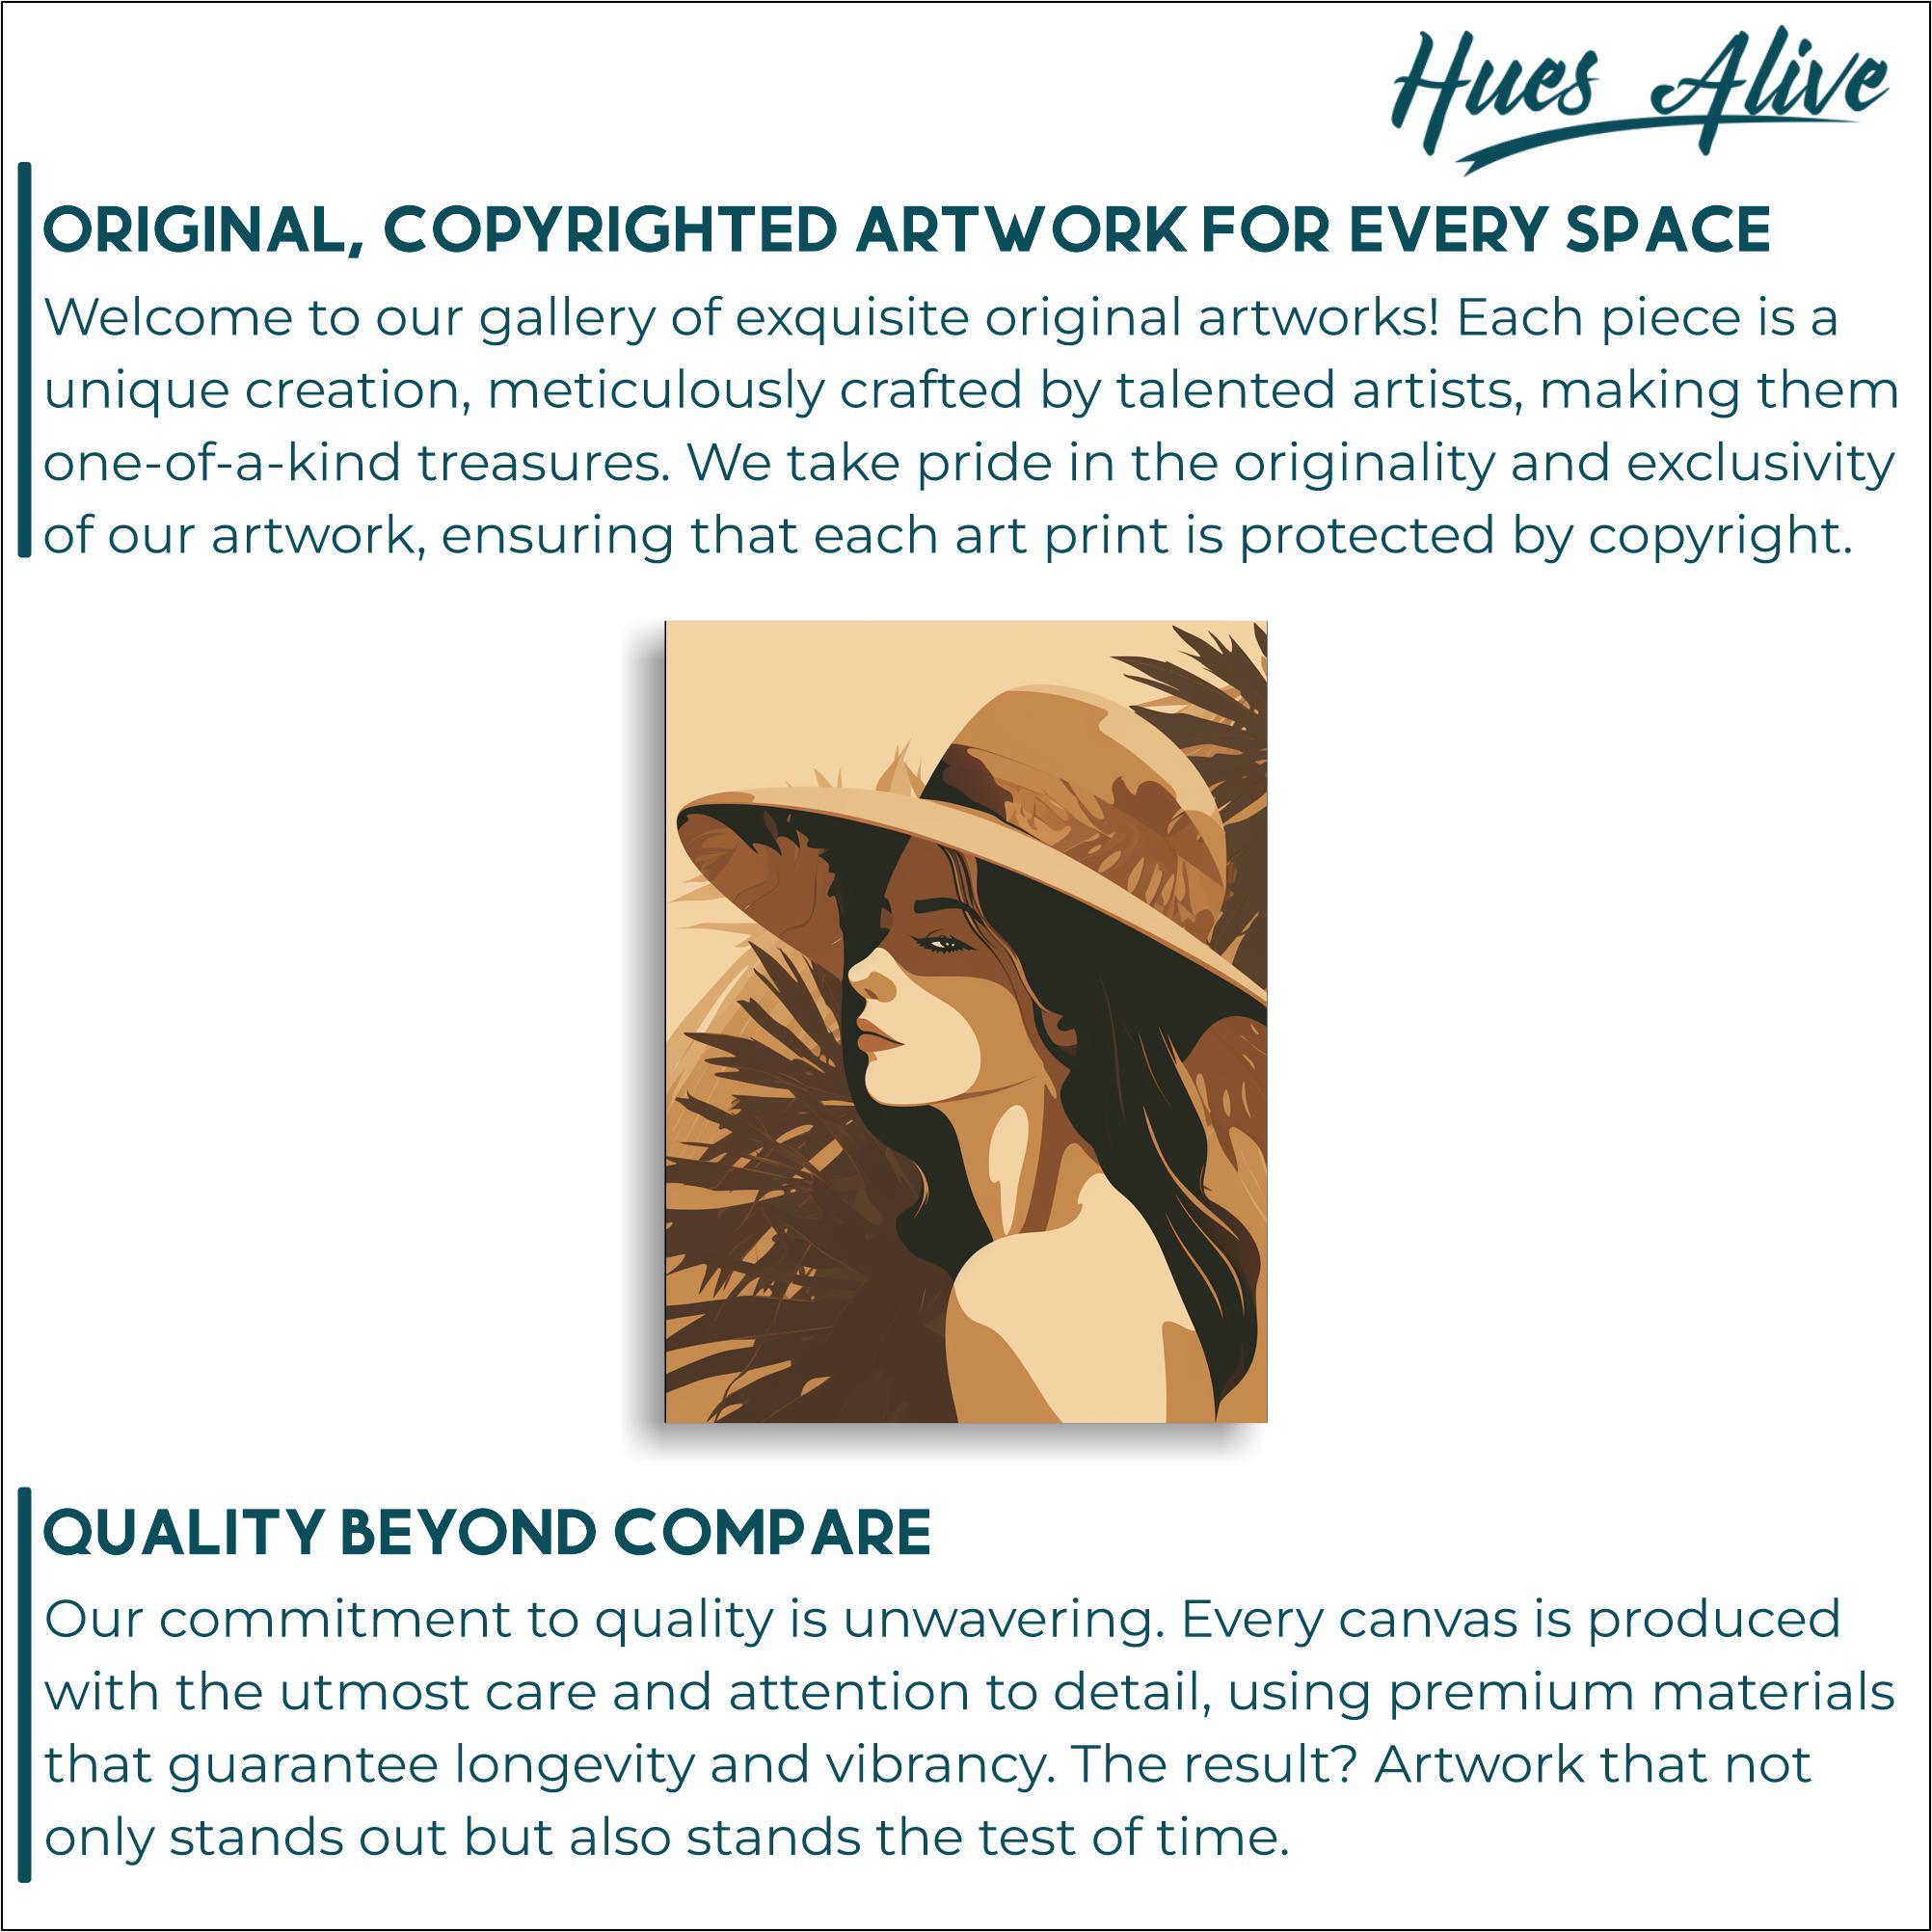 Hues Alive
ORIGINAL, COPYRIGHTED ARTWORK FOR EVERY SPACE
Welcome to our gallery of exquisite original artworks! Each piece is a
unique creation, meticulously crafted by talented artists, making them
one-of-a-kind treasures. We take pride in the originality and exclusivity
of our artwork, ensuring that each art print is protected by copyright.
QUALITY BEYOND COMPARE
Our commitment to quality is unwavering. Every canvas is produced
with the utmost care and attention to detail, using premium materials
that guarantee longevity and vibrancy. The result? Artwork that not
only stands out but also stands the test of time.